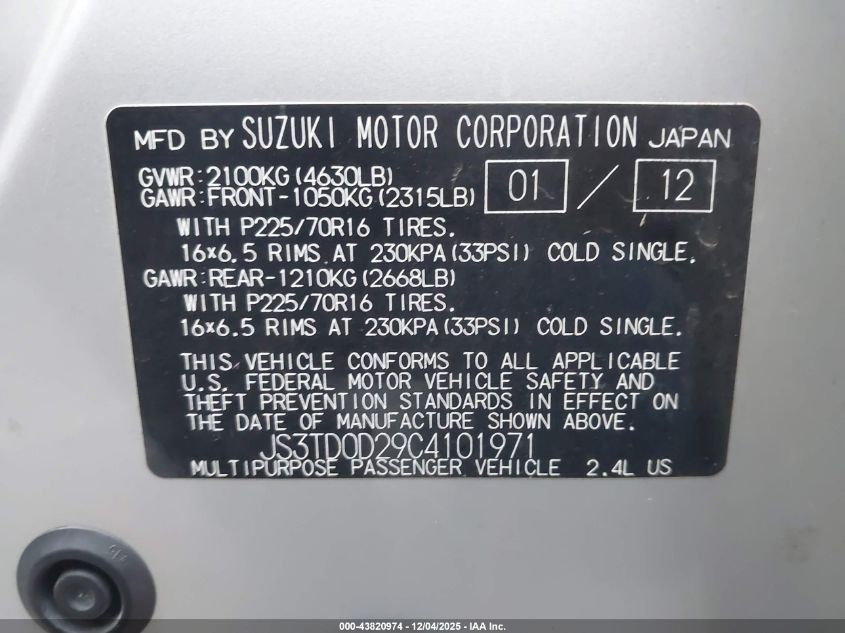 MFD BY SUZUKI MOTOR CORPORATION JAPAN
GVWR:2100KG(4630LB)
01 / 12
GAWR:FRONT-1050KG(2315LB)
WITH P225/70R16 TIRES.
16×6.5 RIMS AT 230KPA(33PSI) COLD SINGLE.
GAWR:REAR-1210KG(2668LB)
WITH P225/70R16 TIRES.
16×6.5 RIMS AT 230KPA(33PSI) COLD SINGLE.
THIS VEHICLE CONFORMS TO ALL APPLICABLE
U.S. FEDERAL MOTOR VEHICLE SAFETY AND
THEFT PREVENTION STANDARDS IN EFFECT ON
THE DATE OF MANUFACTURE SHOWN ABOVE.
JS3TD0D29C4101971
MULTIPURPOSE PASSENGER VEHICLE 2.4L US
000-43820974 - 12/04/2025 - IAA Inc.